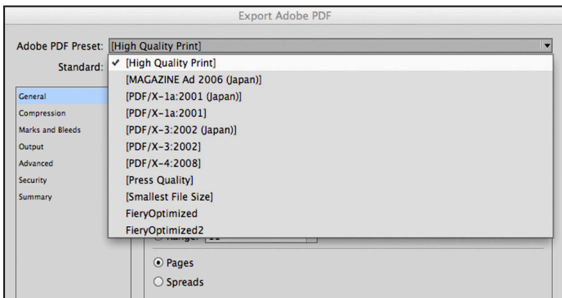 Export Adobe PDF
Adobe PDF Preset: [High Quality Print]
Standard:
✓ [High Quality Print]
[MAGAZINE Ad 2006 (Japan)]
[PDF/X-1a:2001 (Japan)]
[PDF/X-1a:2001]
[PDF/X-3:2002 (Japan)]
[PDF/X-3:2002]
[PDF/X-4:2008]
[Press Quality]
[Smallest File Size]
FieryOptimized
FieryOptimized2
General
Compression
Marks and Bleeds
Output
Advanced
Security
Summary
Pages
Spreads